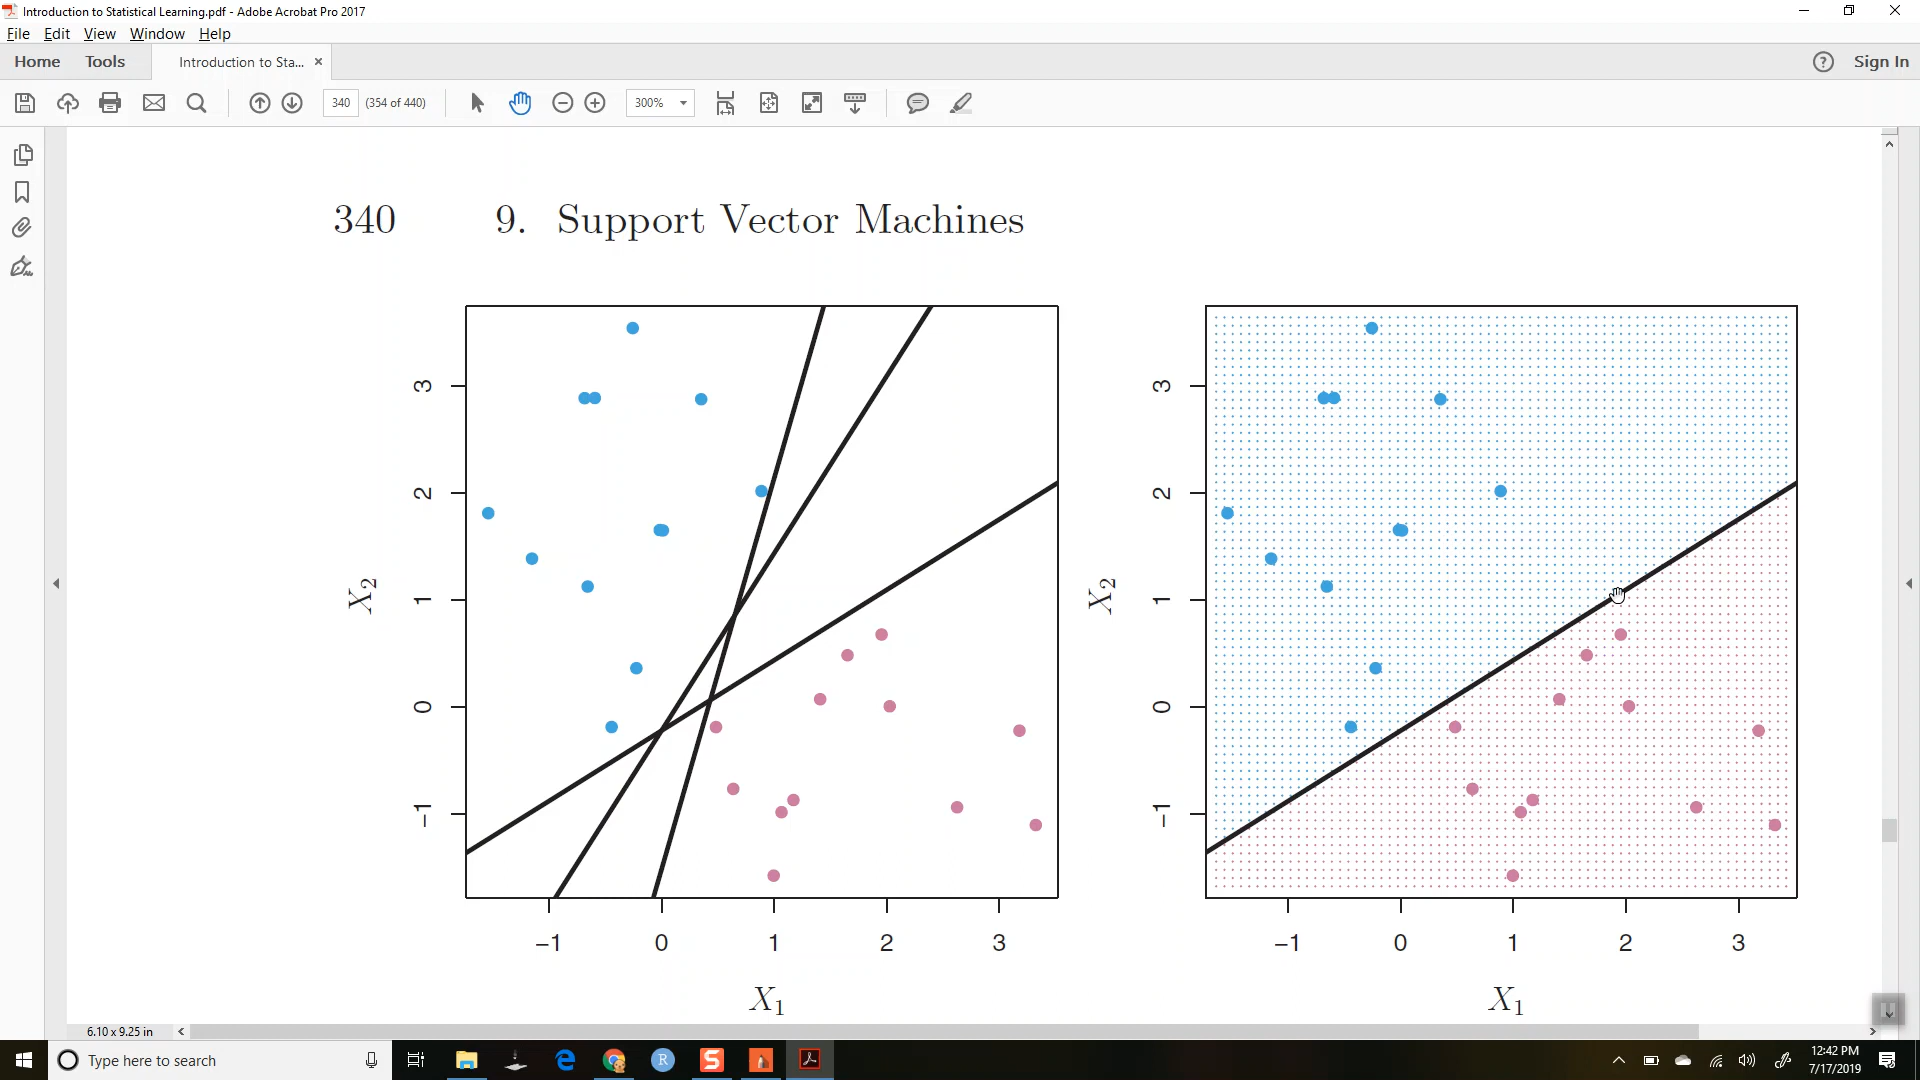 Introduction to Statistical Learning.pdf - Adobe Acrobat Pro 2017
File Edit View Window Help
Home Tools Introduction to Sta... × Sign In
340 (354 of 440) 300%
340 9. Support Vector Machines
3 2 1 0 −1
X2
−1 0 1 2 3
X1
3 2 1 0 −1
X2
−1 0 1 2 3
X1
6.10 x 9.25 in
Type here to search
12:42 PM
7/17/2019